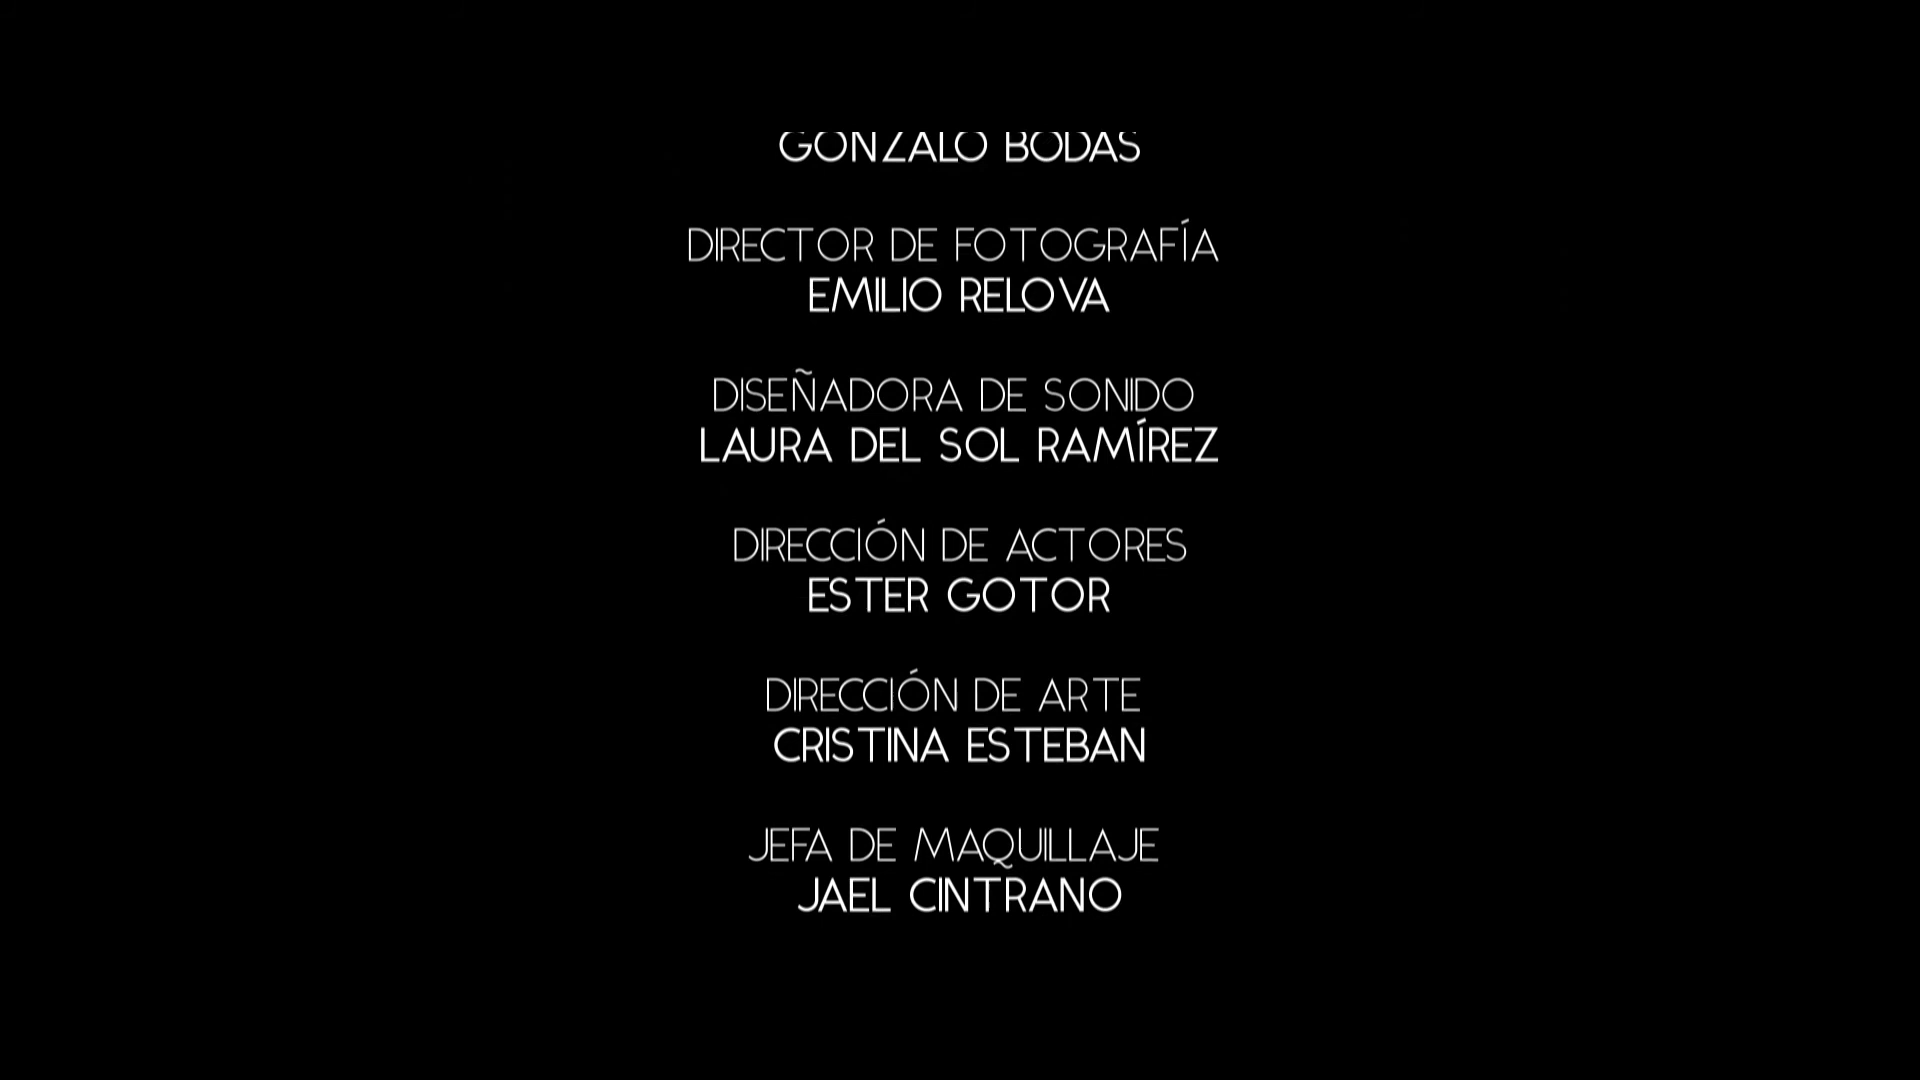 GONZALO BODAS
DIRECTOR DE FOTOGRAFÍA
EMILIO RELOVA
DISEÑADORA DE SONIDO
LAURA DEL SOL RAMÍREZ
DIRECCIÓN DE ACTORES
ESTER GOTOR
DIRECCIÓN DE ARTE
CRISTINA ESTEBAN
JEFA DE MAQUILLAJE
JAEL CINTRANO